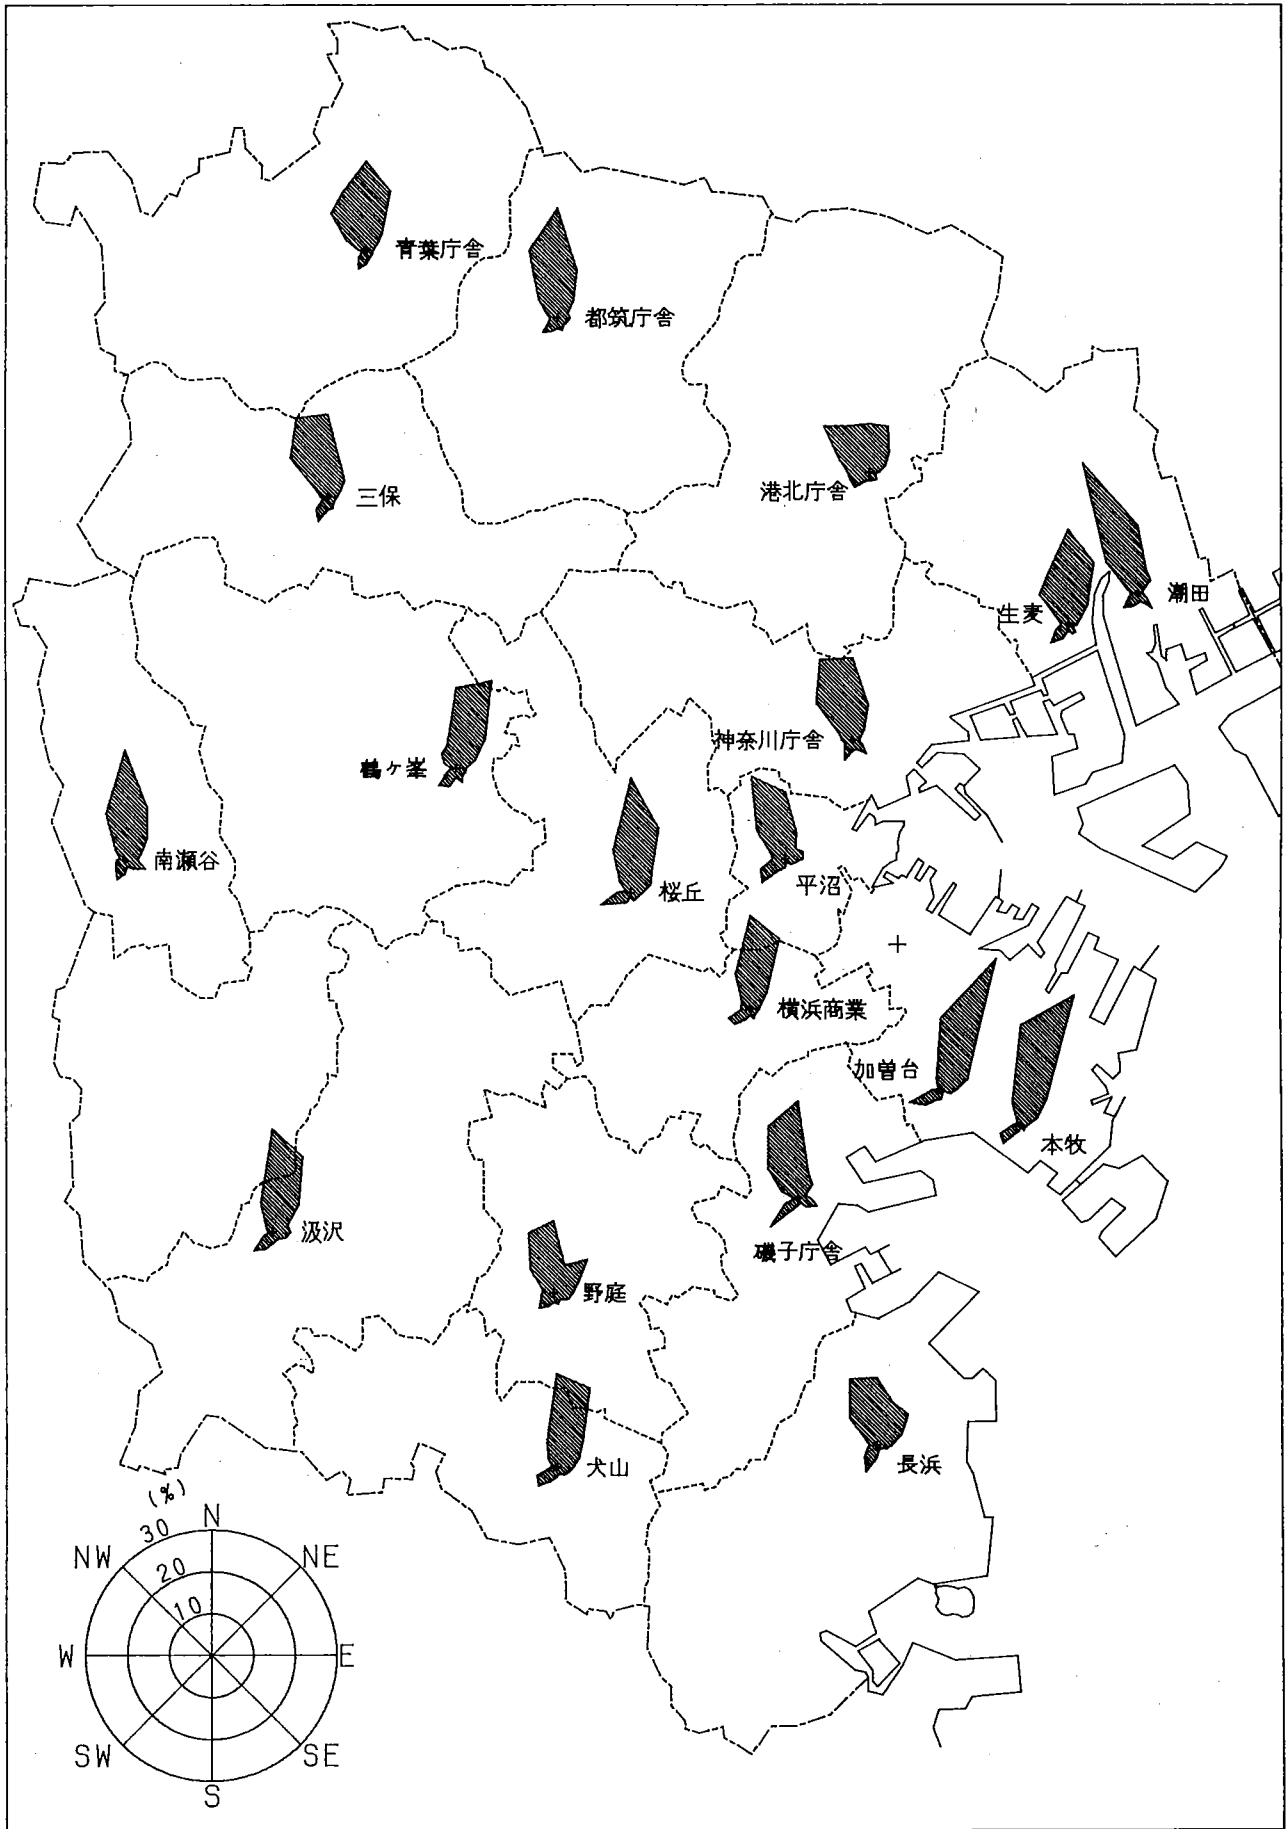 青葉庁舎
都筑庁舎
三保
港北庁舎
潮田
生麦
神奈川庁舎
鶴ヶ峯
南瀬谷
桜丘
平沼
横浜商業
加曽台
本牧
汲沢
磯子庁舎
野庭
犬山
長浜
(%)
N
30
NW
NE
20
10
W
E
SW
SE
S